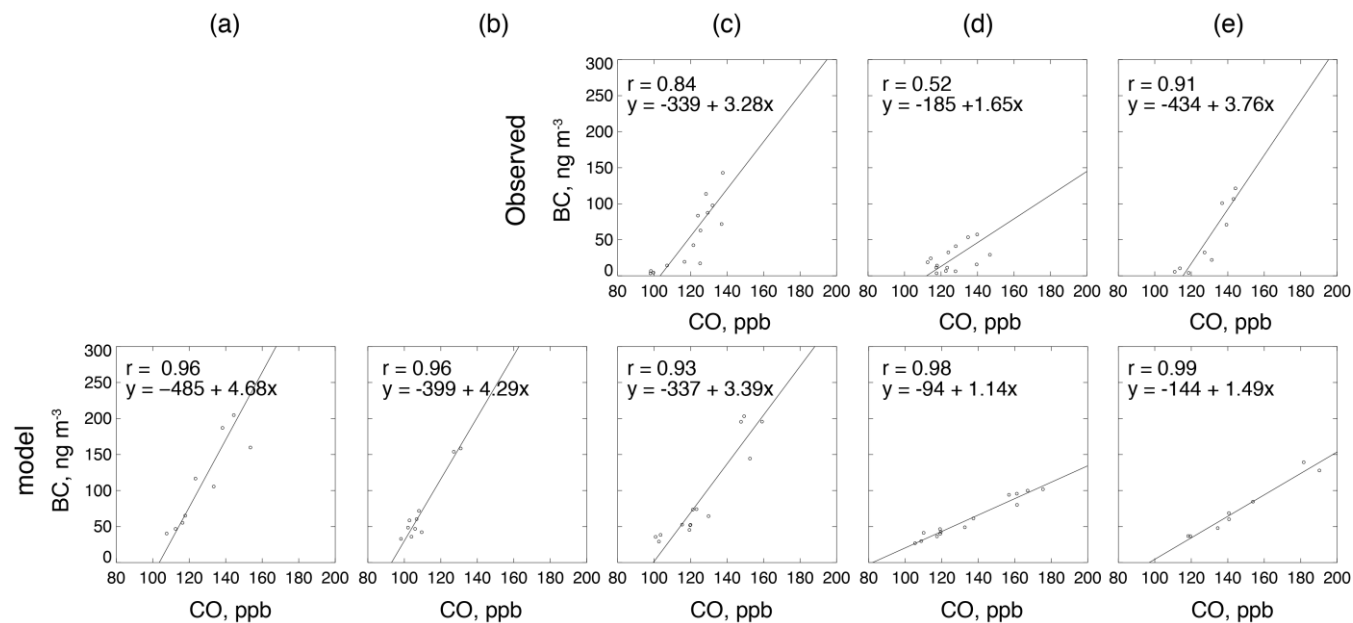 (a) (b) (c) (d) (e)
Observed
BC, ng m-3
300
250
200
150
100
50
0
r = 0.84
y = -339 + 3.28x
80 100 120 140 160 180 200
CO, ppb
r = 0.52
y = -185 +1.65x
80 100 120 140 160 180 200
CO, ppb
r = 0.91
y = -434 + 3.76x
80 100 120 140 160 180 200
CO, ppb
model
BC, ng m-3
300
250
200
150
100
50
0
r = 0.96
y = −485 + 4.68x
80 100 120 140 160 180 200
CO, ppb
r = 0.96
y = -399 + 4.29x
80 100 120 140 160 180 200
CO, ppb
r = 0.93
y = -337 + 3.39x
80 100 120 140 160 180 200
CO, ppb
r = 0.98
y = -94 + 1.14x
80 100 120 140 160 180 200
CO, ppb
r = 0.99
y = -144 + 1.49x
80 100 120 140 160 180 200
CO, ppb